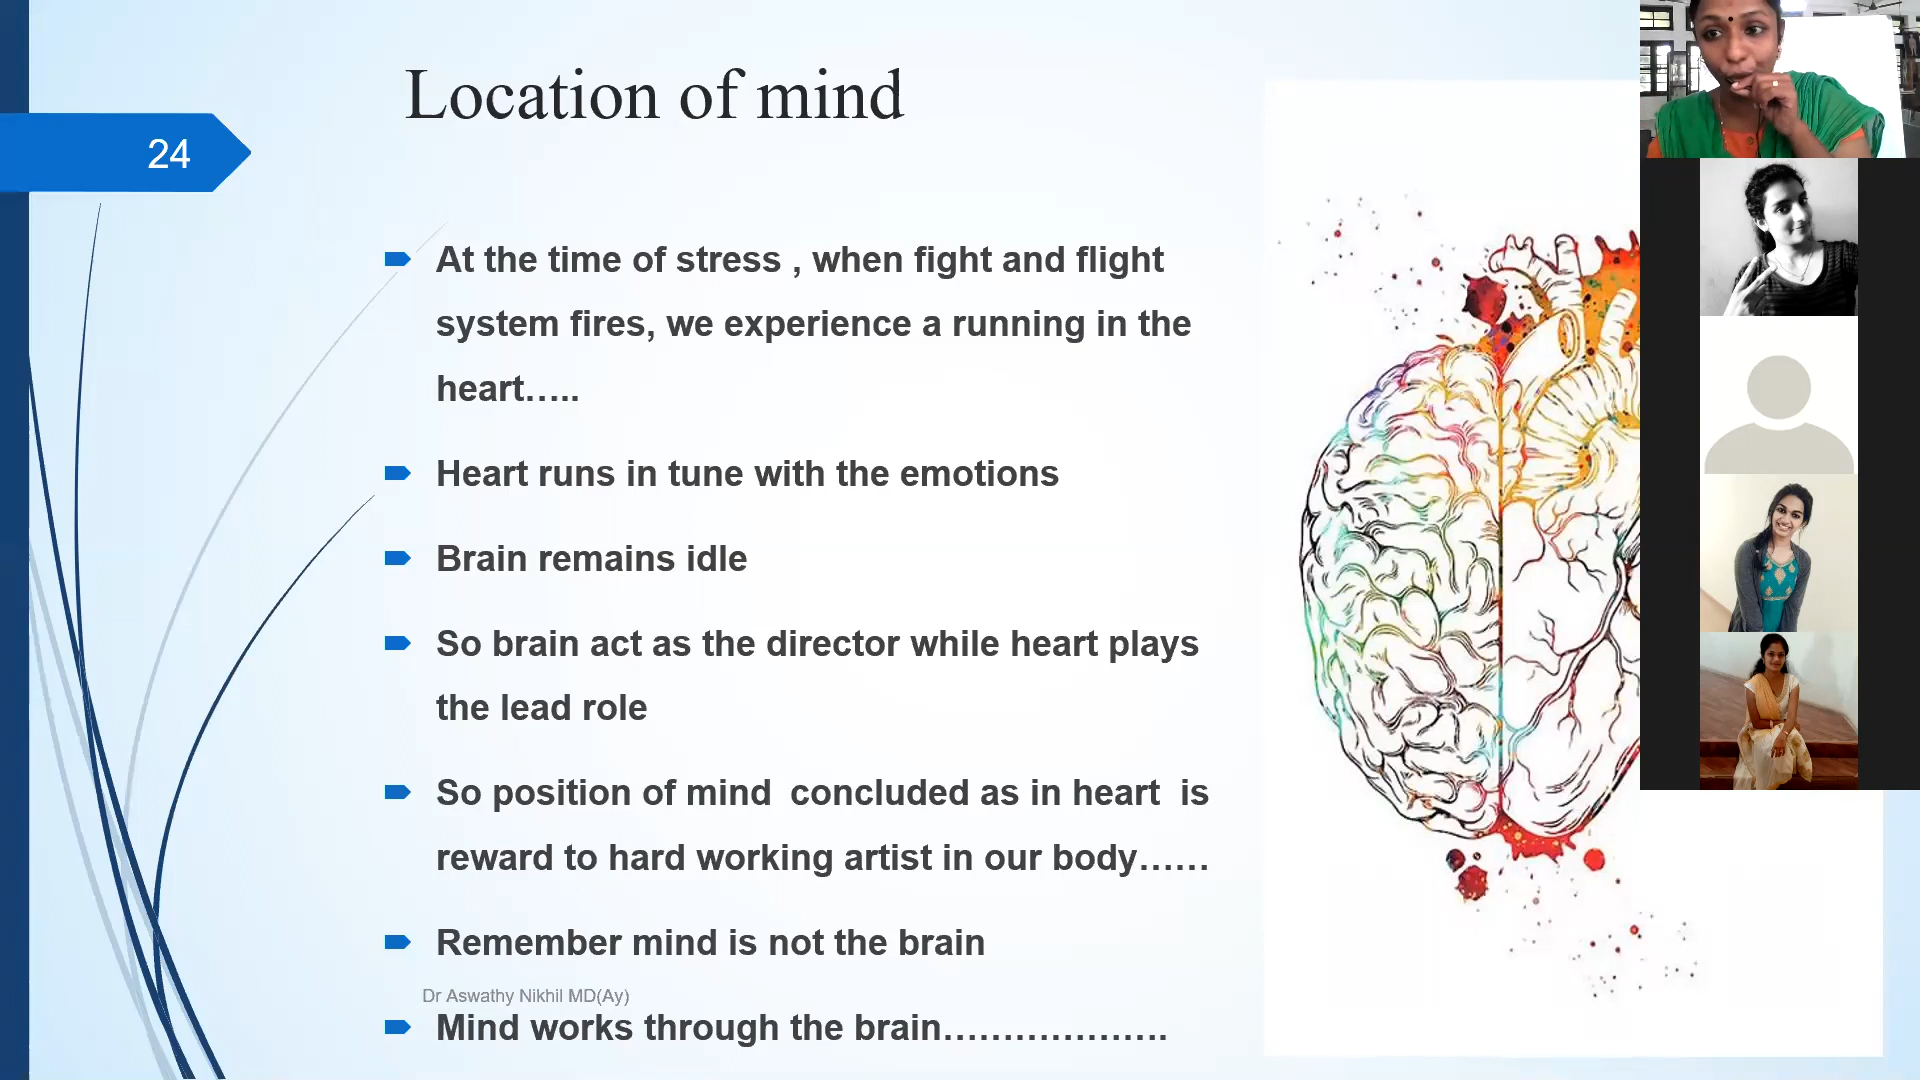 Location of mind
24
At the time of stress , when fight and flight
system fires, we experience a running in the
heart…..
Heart runs in tune with the emotions
Brain remains idle
So brain act as the director while heart plays
the lead role
So position of mind  concluded as in heart  is
reward to hard working artist in our body……
Remember mind is not the brain
Dr Aswathy Nikhil MD(Ay)
Mind works through the brain……………….